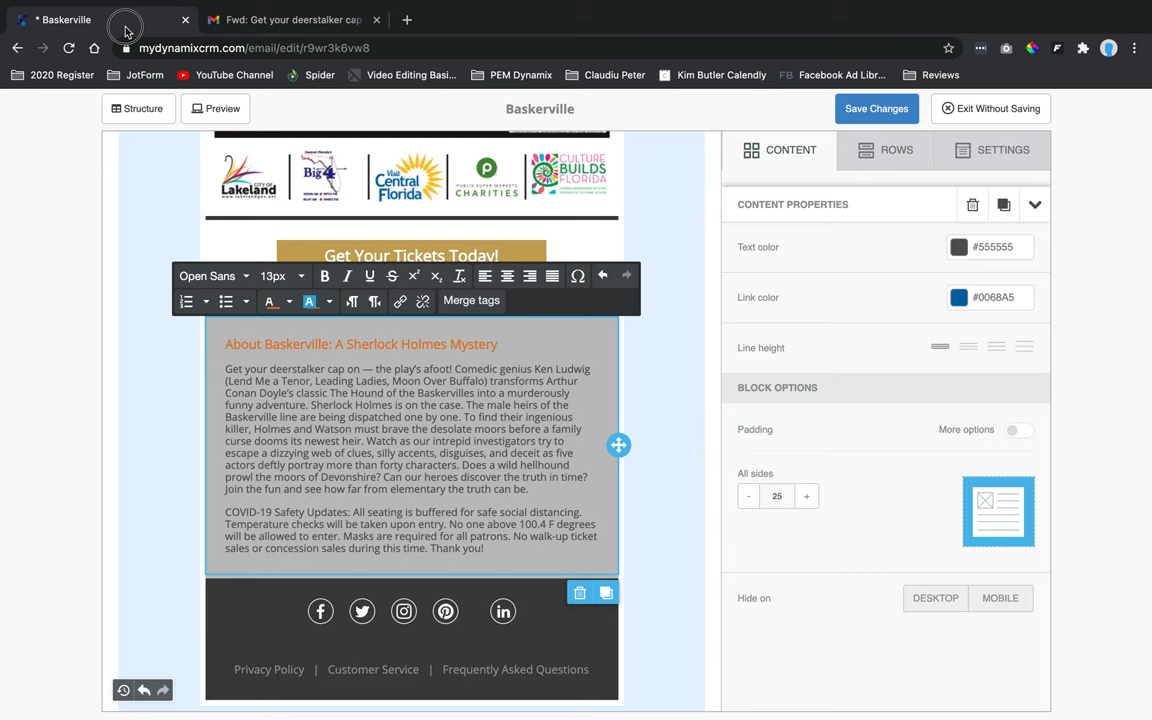 * Baskerville
Fwd: Get your deerstalker cap
mydynamixcrm.com/email/edit/r9wr3k6vw8
2020 Register
JotForm
YouTube Channel
Spider
Video Editing Basi...
PEM Dynamix
Claudiu Peter
Kim Butler Calendly
FB Facebook Ad Libr...
Reviews
Structure
Preview
Baskerville
Save Changes
Exit Without Saving
CITY OF
Lakeland
www.lakelandgov.net
Central Florida's
Big 4
Visit
Central
Florida
PUBLIX SUPER MARKETS
CHARITIES
CULTURE
BUILDS
FLORIDA
CONTENT
ROWS
SETTINGS
CONTENT PROPERTIES
Text color
#555555
Link color
#0068A5
Line height
BLOCK OPTIONS
Padding
More options
All sides
- 25 +
Hide on
DESKTOP
MOBILE
Get Your Tickets Today!
Open Sans
13px
Merge tags
About Baskerville: A Sherlock Holmes Mystery
Get your deerstalker cap on — the play's afoot! Comedic genius Ken Ludwig
(Lend Me a Tenor, Leading Ladies, Moon Over Buffalo) transforms Arthur
Conan Doyle's classic The Hound of the Baskervilles into a murderously
funny adventure. Sherlock Holmes is on the case. The male heirs of the
Baskerville line are being dispatched one by one. To find their ingenious
killer, Holmes and Watson must brave the desolate moors before a family
curse dooms its newest heir. Watch as our intrepid investigators try to
escape a dizzying web of clues, silly accents, disguises, and deceit as five
actors deftly portray more than forty characters. Does a wild hellhound
prowl the moors of Devonshire? Can our heroes discover the truth in time?
Join the fun and see how far from elementary the truth can be.
COVID-19 Safety Updates: All seating is buffered for safe social distancing.
Temperature checks will be taken upon entry. No one above 100.4 F degrees
will be allowed to enter. Masks are required for all patrons. No walk-up ticket
sales or concession sales during this time. Thank you!
Privacy Policy | Customer Service | Frequently Asked Questions